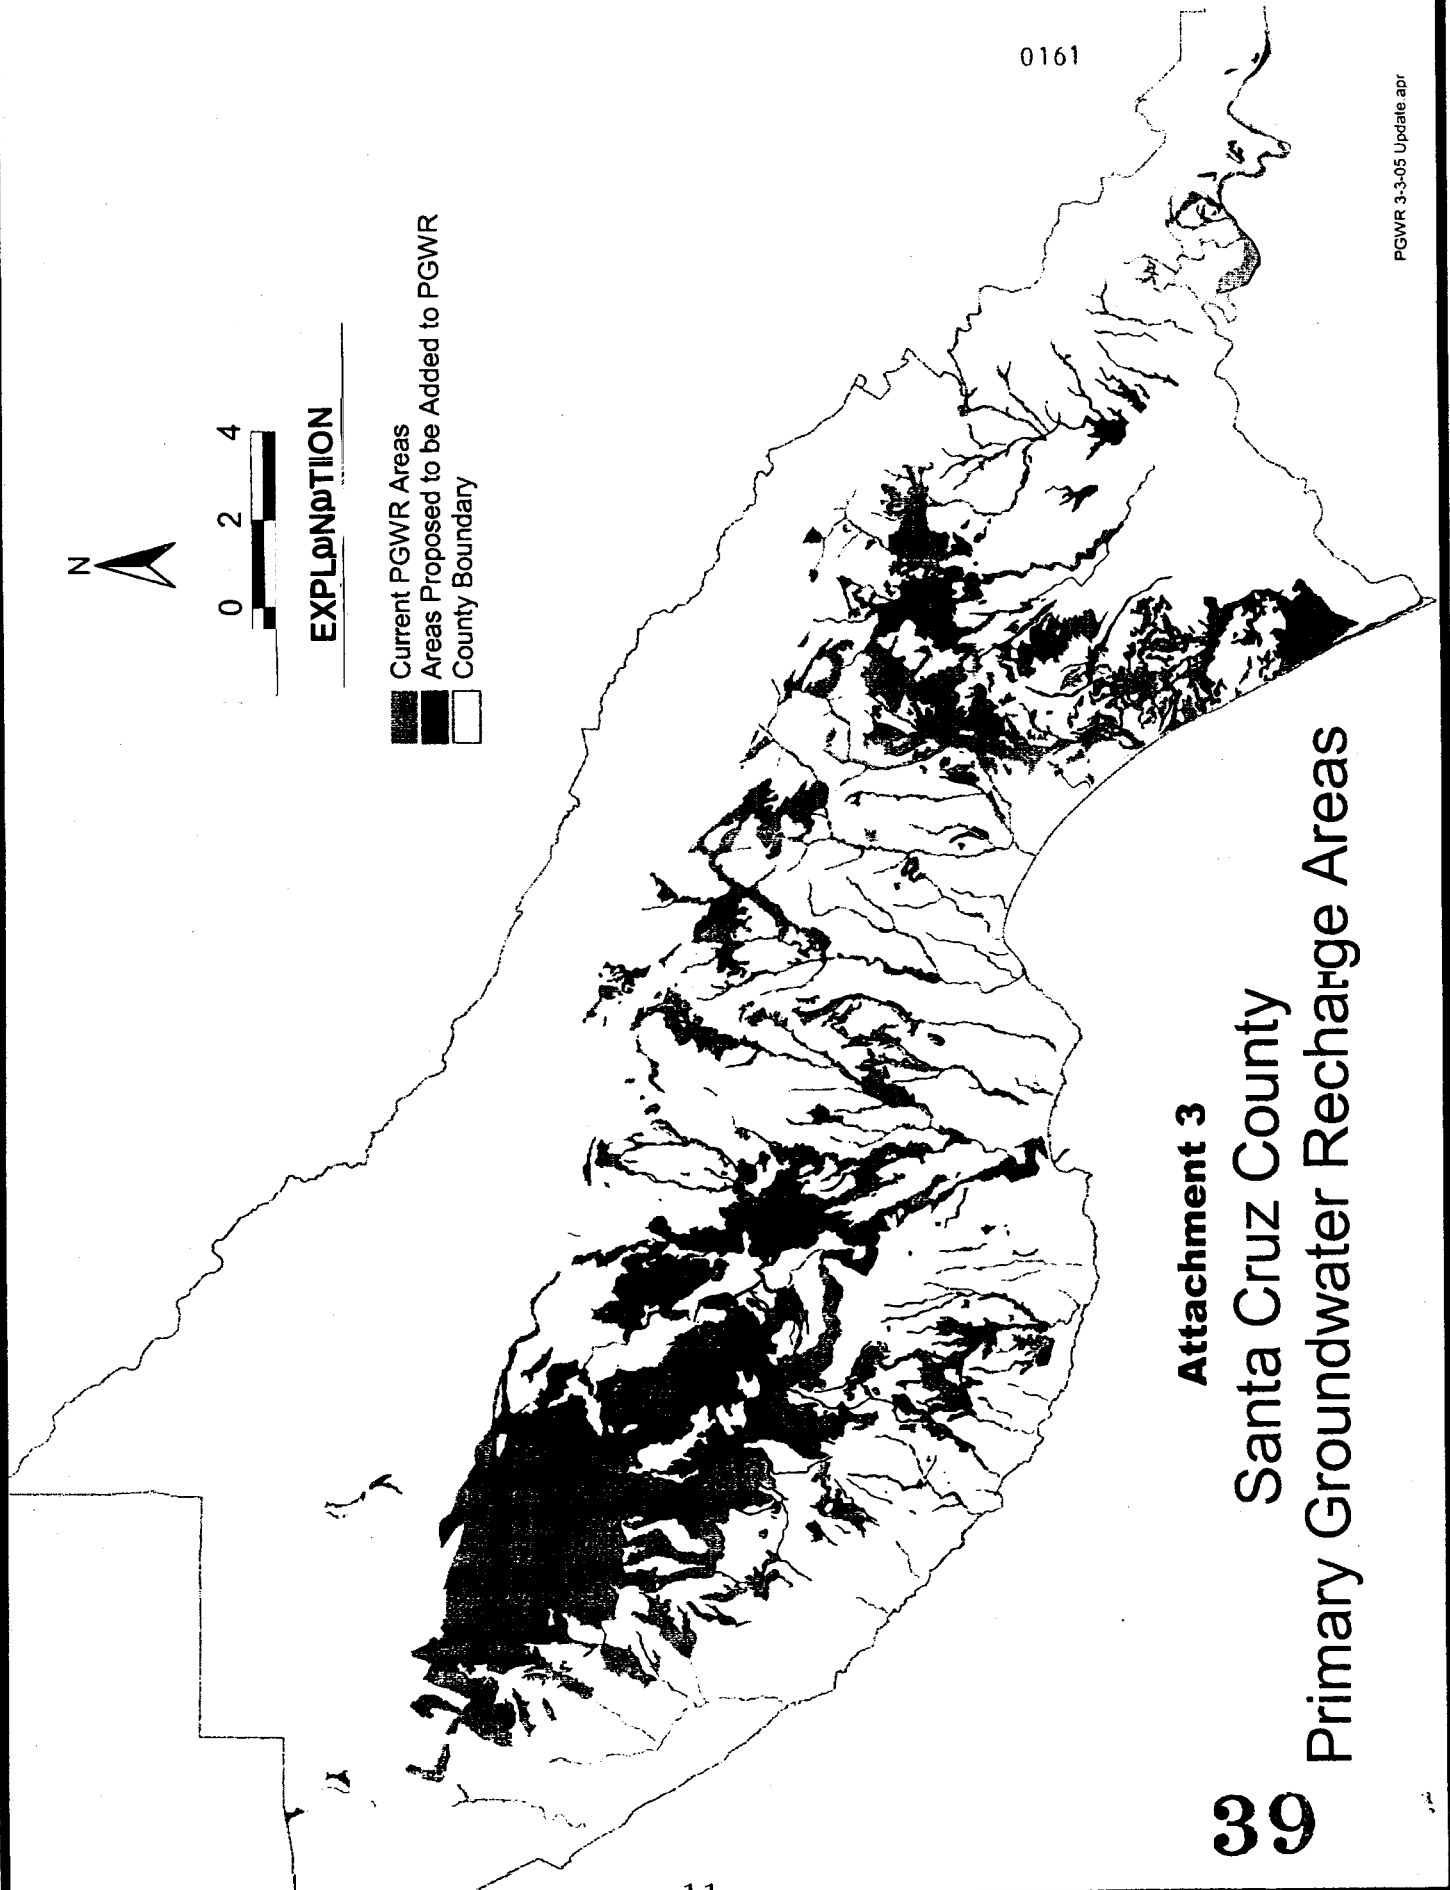 0161
N
0 2 4
EXPLANATION
Current PGWR Areas
Areas Proposed to be Added to PGWR
County Boundary
Attachment 3
Santa Cruz County
Primary Groundwater Recharge Areas
PGWR 3-3-05 Update.apr
39
11